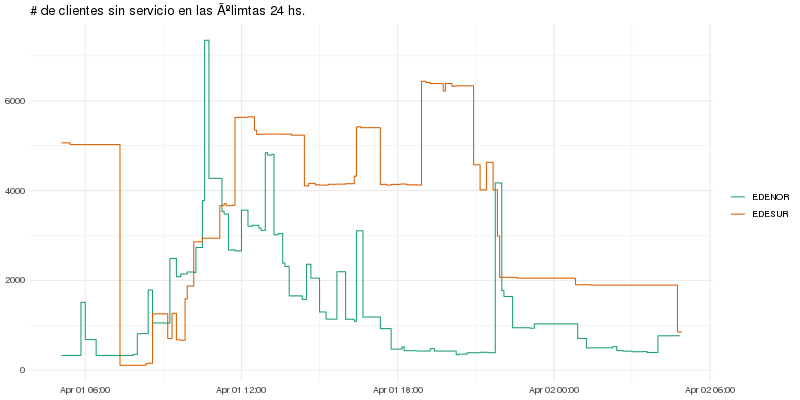 # de clientes sin servicio en las Ãºlimtas 24 hs.
6000
4000
2000
0
Apr 01 06:00
Apr 01 12:00
Apr 01 18:00
Apr 02 00:00
Apr 02 06:00
EDENOR
EDESUR